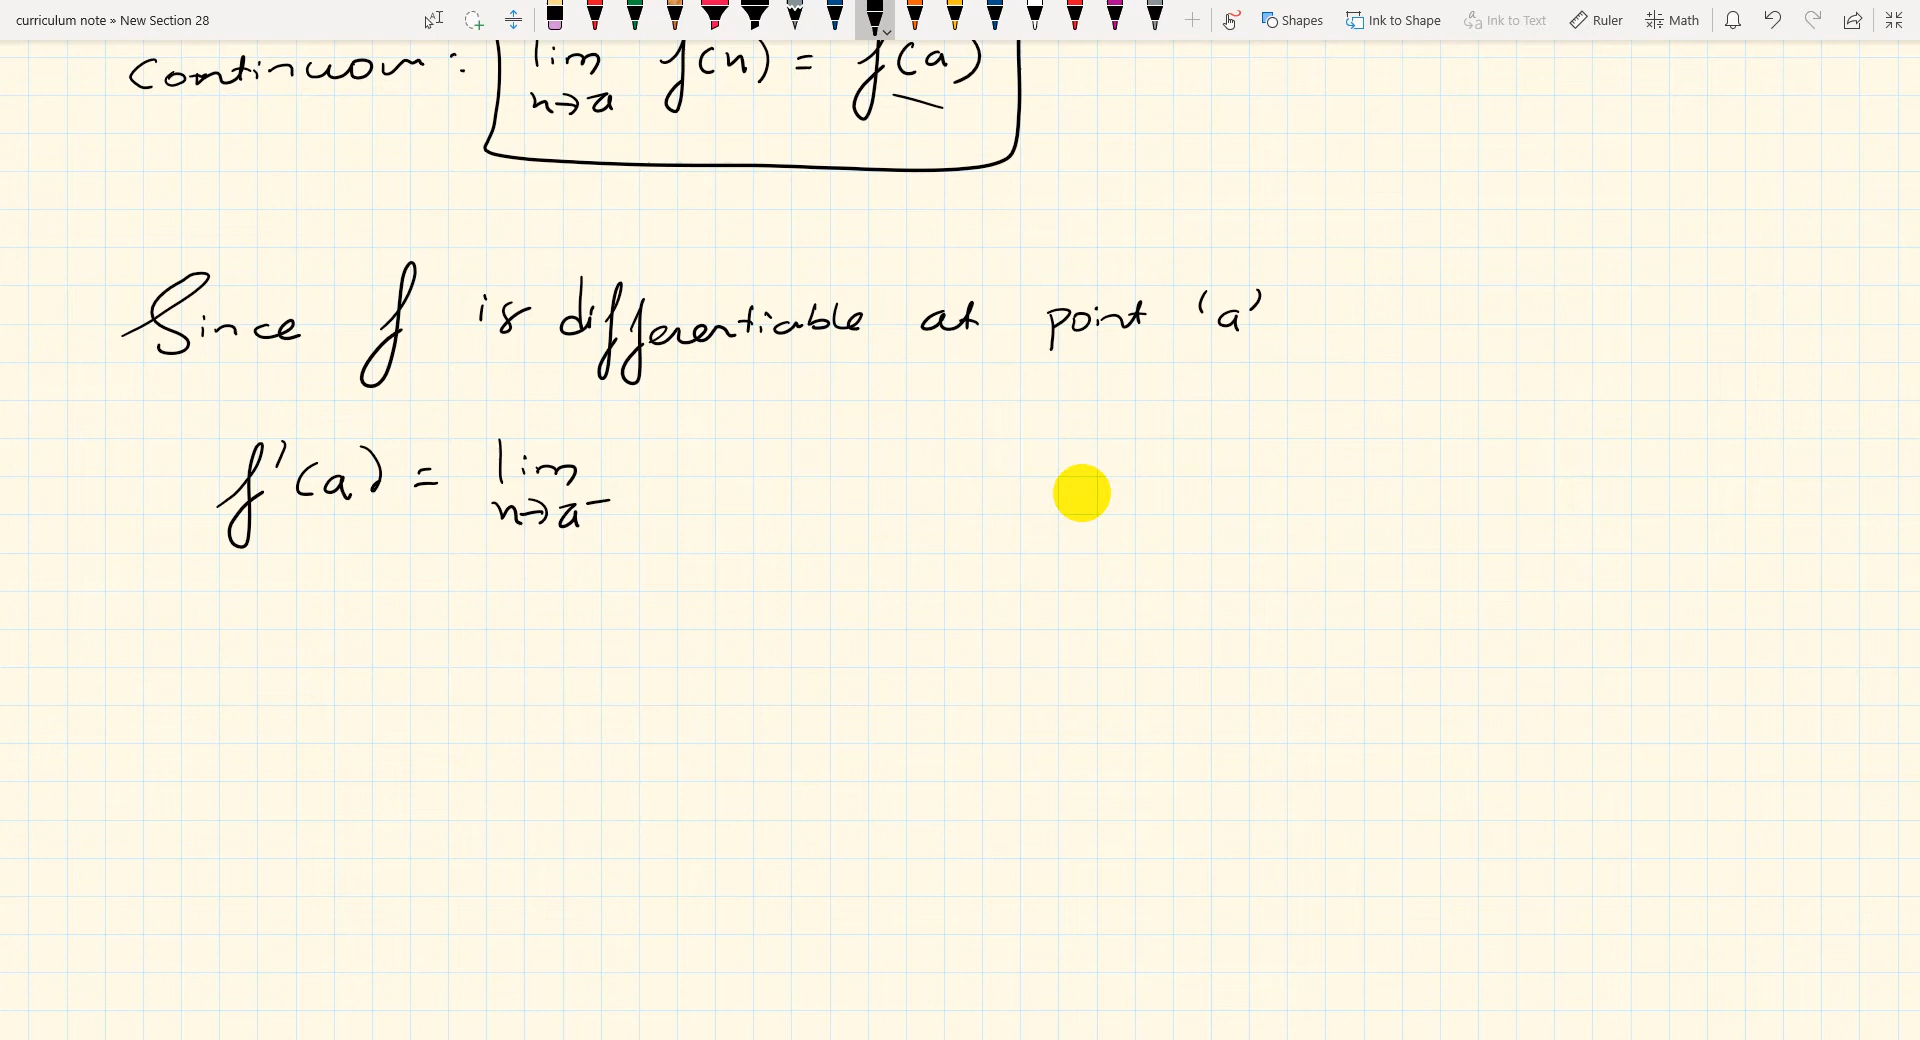 curriculum note » New Section 28
Shapes Ink to Shape Ink to Text Ruler Math
Continuous: lim f(x) = f(a)
x→a
Since f is differentiable at point 'a'
f'(a) = lim
x→a⁻